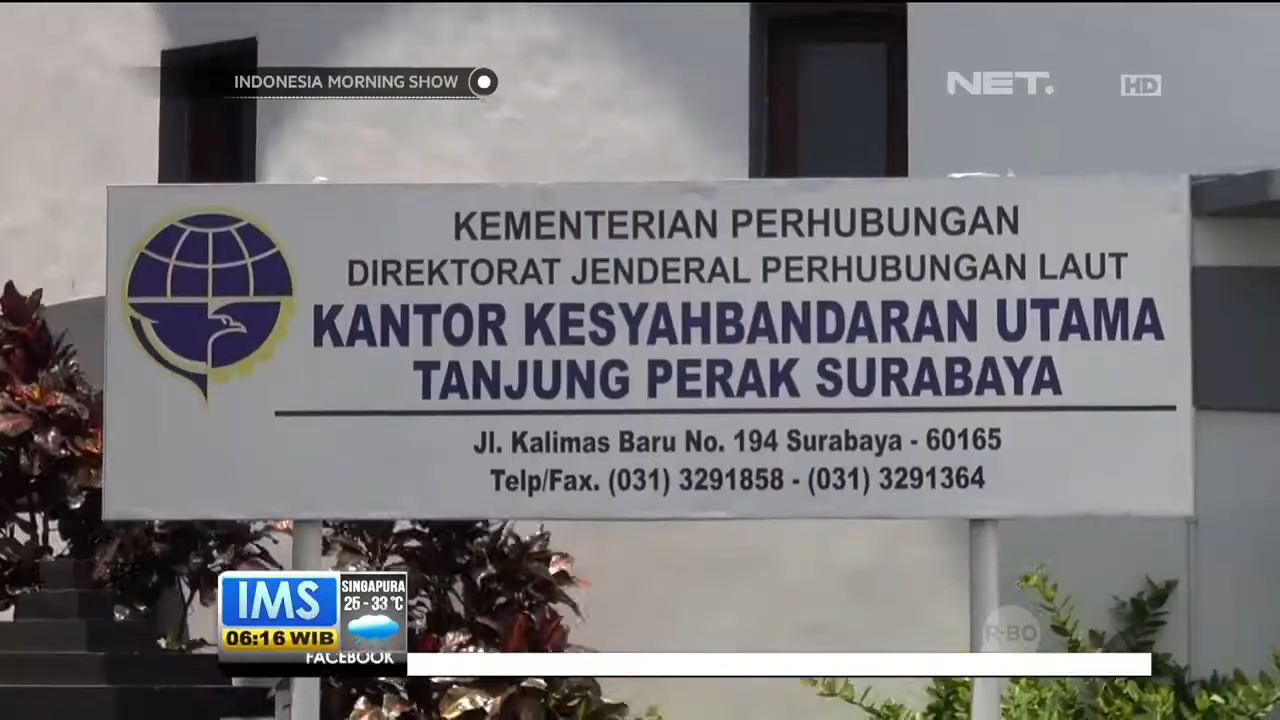 INDONESIA MORNING SHOW
NET.
HD
KEMENTERIAN PERHUBUNGAN
DIREKTORAT JENDERAL PERHUBUNGAN LAUT
KANTOR KESYAHBANDARAN UTAMA
TANJUNG PERAK SURABAYA
Jl. Kalimas Baru No. 194 Surabaya - 60165
Telp/Fax. (031) 3291858 - (031) 3291364
IMS
SINGAPURA
25 - 33 °C
06:16 WIB
R-BO
FACEBOOK